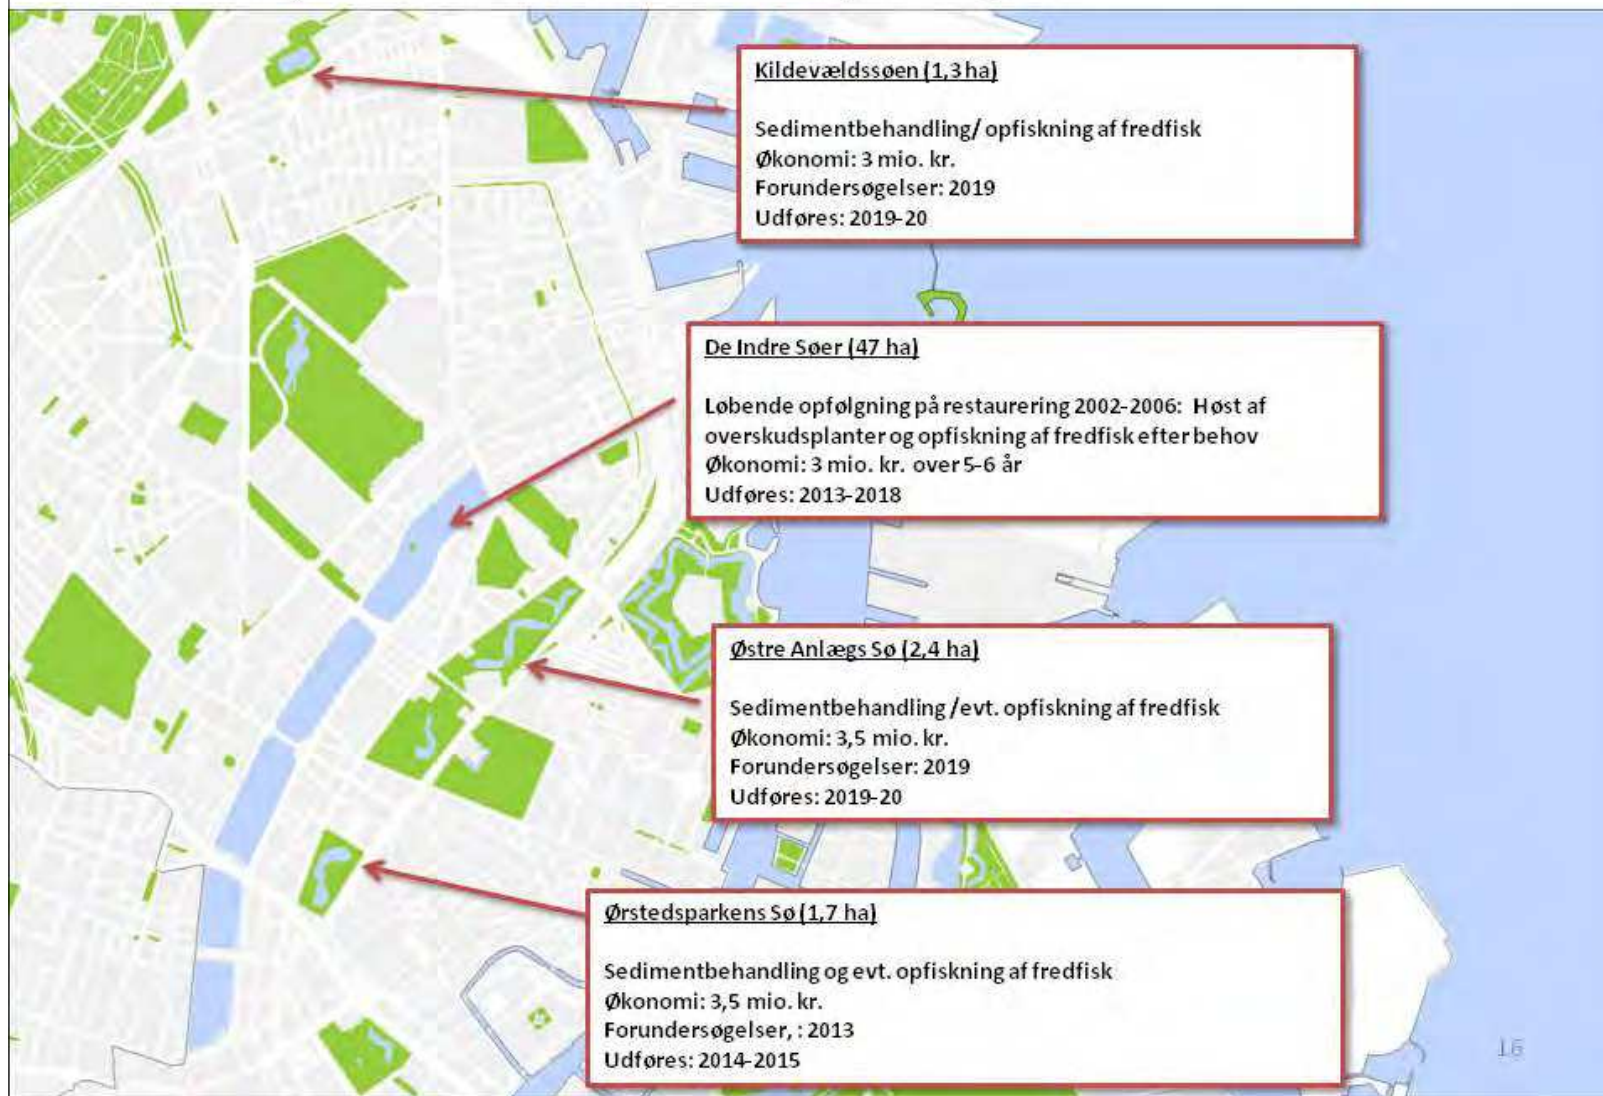 Kildevældssøen (1,3 ha)
Sedimentbehandling/ opfiskning af fredfisk
Økonomi: 3 mio. kr.
Forundersøgelser: 2019
Udføres: 2019-20
De Indre Søer (47 ha)
Løbende opfølgning på restaurering 2002-2006: Høst af
overskudsplanter og opfiskning af fredfisk efter behov
Økonomi: 3 mio. kr. over 5-6 år
Udføres: 2013-2018
Østre Anlægs Sø (2,4 ha)
Sedimentbehandling /evt. opfiskning af fredfisk
Økonomi: 3,5 mio. kr.
Forundersøgelser: 2019
Udføres: 2019-20
Ørstedsparkens Sø (1,7 ha)
Sedimentbehandling og evt. opfiskning af fredfisk
Økonomi: 3,5 mio. kr.
Forundersøgelser, : 2013
Udføres: 2014-2015
16